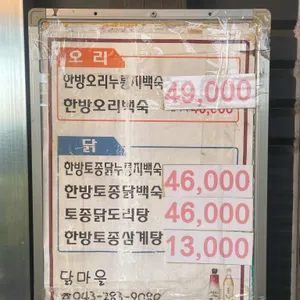 오리
한방오리누룽지백숙
한방오리백숙 49,000
닭
한방토종닭누룽지백숙
한방토종닭백숙 46,000
토종닭도리탕 46,000
한방토종삼계탕 13,000
닭마을
☎043-283-9080